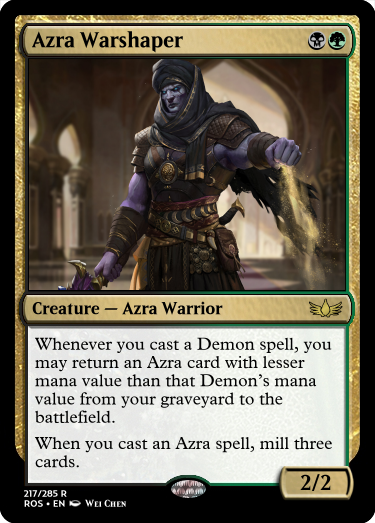 Azra Warshaper
Creature — Azra Warrior
Whenever you cast a Demon spell, you
may return an Azra card with lesser
mana value than that Demon's mana
value from your graveyard to the
battlefield.
When you cast an Azra spell, mill three
cards.
2/2
217/285 R
ROS • EN Wei Chen